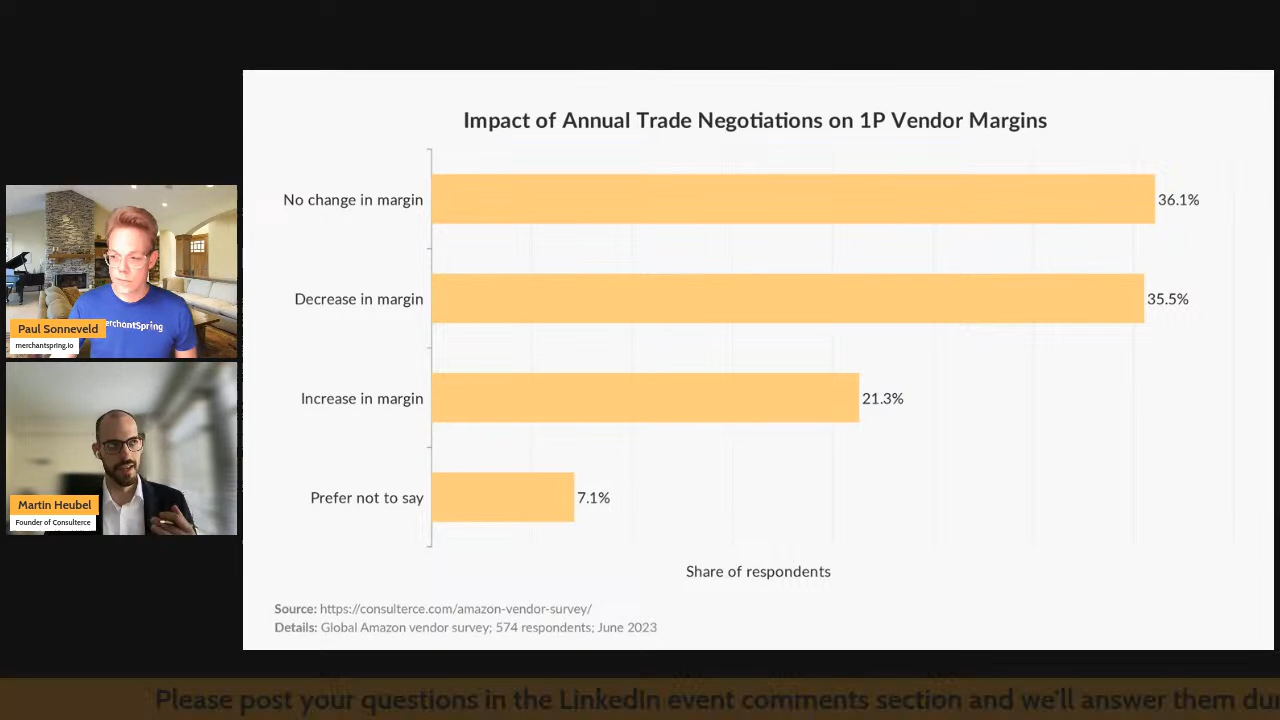 Impact of Annual Trade Negotiations on 1P Vendor Margins
No change in margin
36.1%
Decrease in margin
35.5%
Increase in margin
21.3%
Prefer not to say
7.1%
Share of respondents
Source: https://consulterce.com/amazon-vendor-survey/
Details: Global Amazon vendor survey; 574 respondents; June 2023
erchantSpring
Paul Sonneveld
merchantspring.io
Martin Heubel
Founder of Consulterce
Please post your questions in the LinkedIn event comments section and we'll answer them du